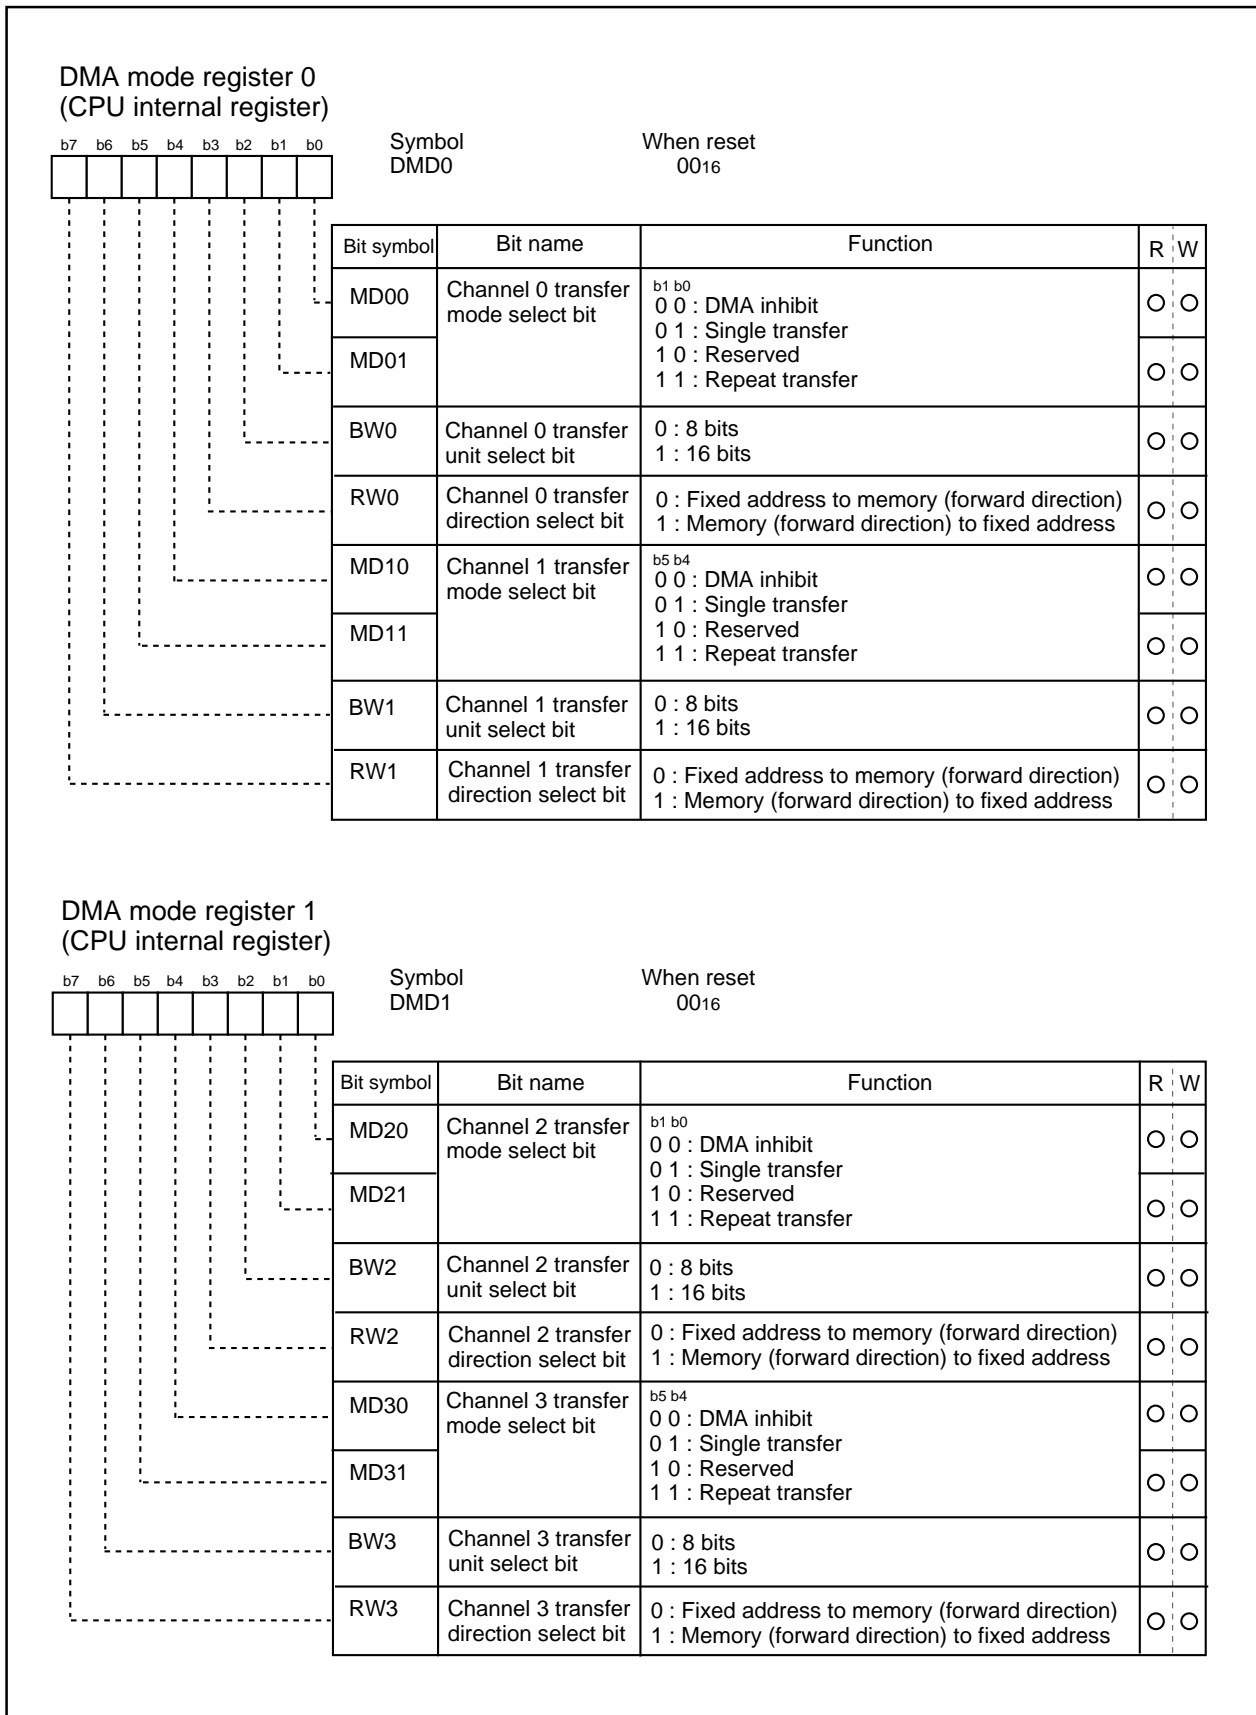 DMA mode register 0
(CPU internal register)
b7 b6 b5 b4 b3 b2 b1 b0
Symbol When reset
DMD0 0016
Bit symbol Bit name Function R W
MD00 Channel 0 transfer mode select bit
b1 b0
0 0 : DMA inhibit
0 1 : Single transfer
MD01
1 0 : Reserved
1 1 : Repeat transfer
BW0 Channel 0 transfer unit select bit
0 : 8 bits
1 : 16 bits
RW0 Channel 0 transfer direction select bit
0 : Fixed address to memory (forward direction)
1 : Memory (forward direction) to fixed address
MD10 Channel 1 transfer mode select bit
b5 b4
0 0 : DMA inhibit
0 1 : Single transfer
MD11
1 0 : Reserved
1 1 : Repeat transfer
BW1 Channel 1 transfer unit select bit
0 : 8 bits
1 : 16 bits
RW1 Channel 1 transfer direction select bit
0 : Fixed address to memory (forward direction)
1 : Memory (forward direction) to fixed address
DMA mode register 1
(CPU internal register)
b7 b6 b5 b4 b3 b2 b1 b0
Symbol When reset
DMD1 0016
Bit symbol Bit name Function R W
MD20 Channel 2 transfer mode select bit
b1 b0
0 0 : DMA inhibit
0 1 : Single transfer
MD21
1 0 : Reserved
1 1 : Repeat transfer
BW2 Channel 2 transfer unit select bit
0 : 8 bits
1 : 16 bits
RW2 Channel 2 transfer direction select bit
0 : Fixed address to memory (forward direction)
1 : Memory (forward direction) to fixed address
MD30 Channel 3 transfer mode select bit
b5 b4
0 0 : DMA inhibit
0 1 : Single transfer
MD31
1 0 : Reserved
1 1 : Repeat transfer
BW3 Channel 3 transfer unit select bit
0 : 8 bits
1 : 16 bits
RW3 Channel 3 transfer direction select bit
0 : Fixed address to memory (forward direction)
1 : Memory (forward direction) to fixed address